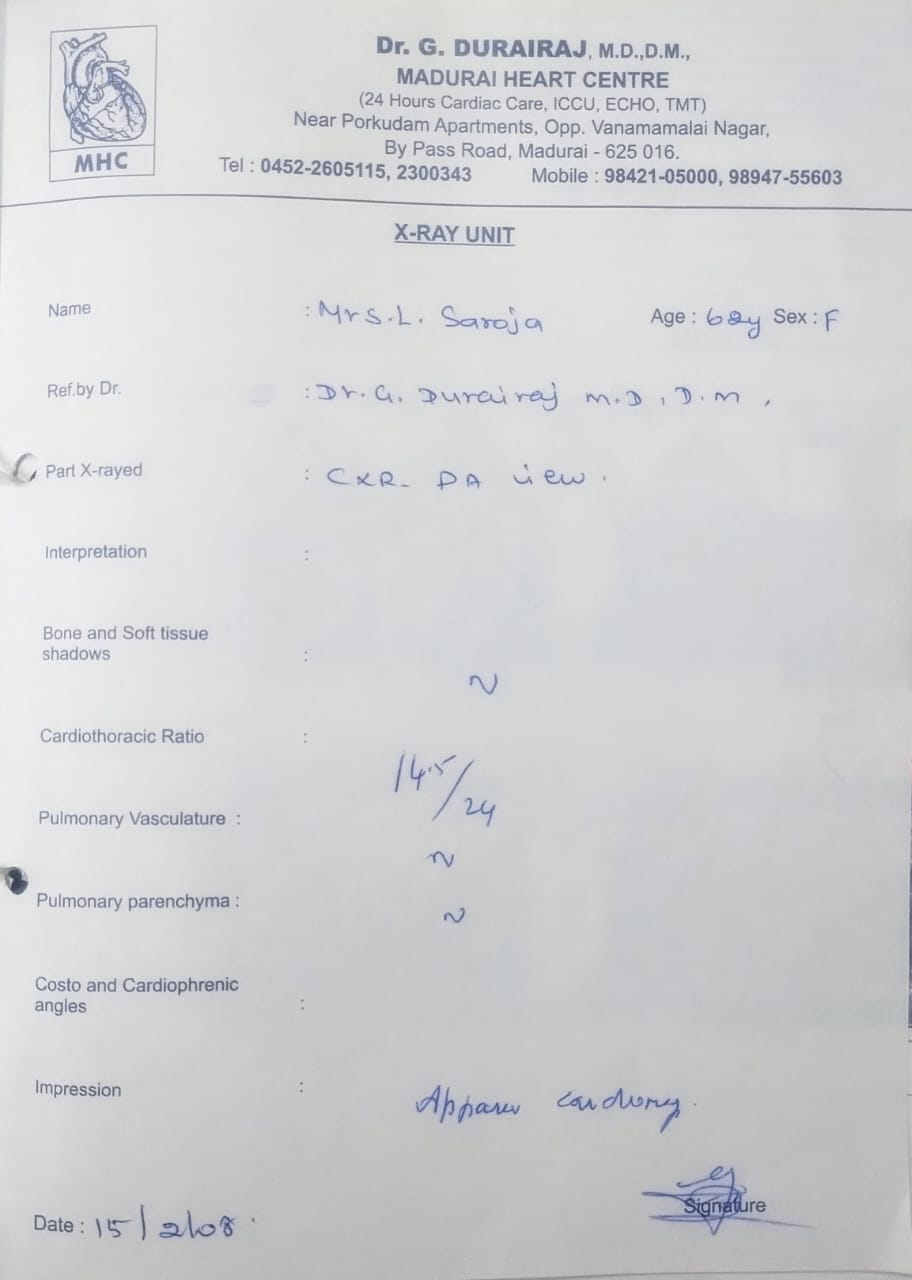 Dr. G. DURAIRAJ, M.D.,D.M.,
MADURAI HEART CENTRE
(24 Hours Cardiac Care, ICCU, ECHO, TMT)
Near Porkudam Apartments, Opp. Vanamamalai Nagar,
By Pass Road, Madurai - 625 016.
MHC
Tel : 0452-2605115, 2300343 Mobile : 98421-05000, 98947-55603
X-RAY UNIT
Name : Mrs. L. Saroja Age : 62y Sex : F
Ref.by Dr. : Dr. G. Durairaj M.D, D.M,
Part X-rayed : CXR- PA view.
Interpretation :
Bone and Soft tissue
shadows :
N
Cardiothoracic Ratio :
14.5/24
Pulmonary Vasculature :
N
Pulmonary parenchyma :
N
Costo and Cardiophrenic
angles :
Impression :
Signature
Date : 15/2/08.